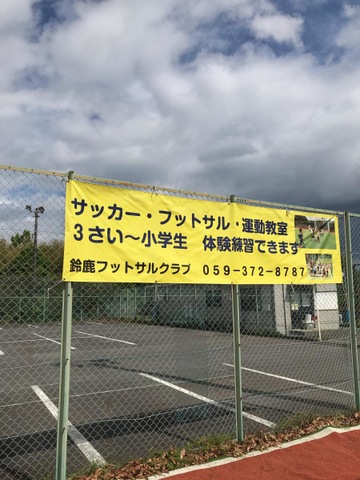 サッカー・フットサル・運動教室
3さい～小学生 体験練習できます
鈴鹿フットサルクラブ 059-372-8787